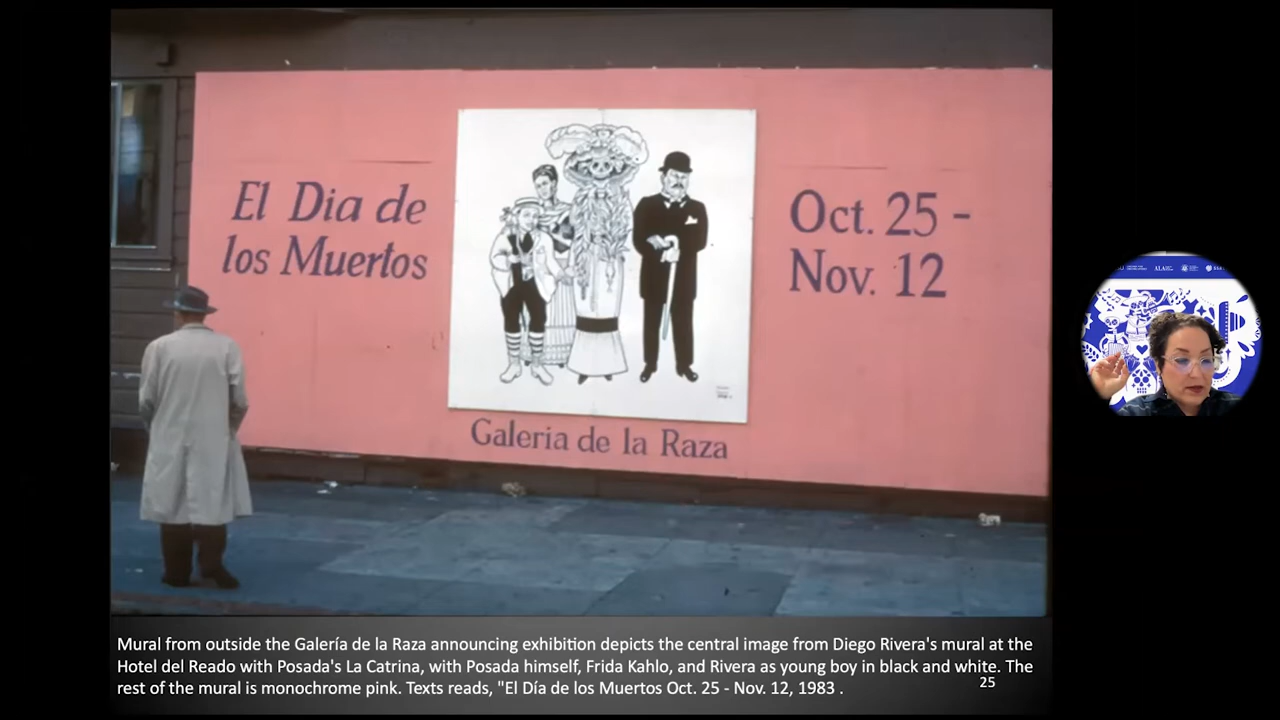 El Dia de
los Muertos
Oct. 25 -
Nov. 12
Galeria de la Raza
Mural from outside the Galería de la Raza announcing exhibition depicts the central image from Diego Rivera's mural at the
Hotel del Reado with Posada's La Catrina, with Posada himself, Frida Kahlo, and Rivera as young boy in black and white. The
rest of the mural is monochrome pink. Texts reads, "El Día de los Muertos Oct. 25 - Nov. 12, 1983 .
25